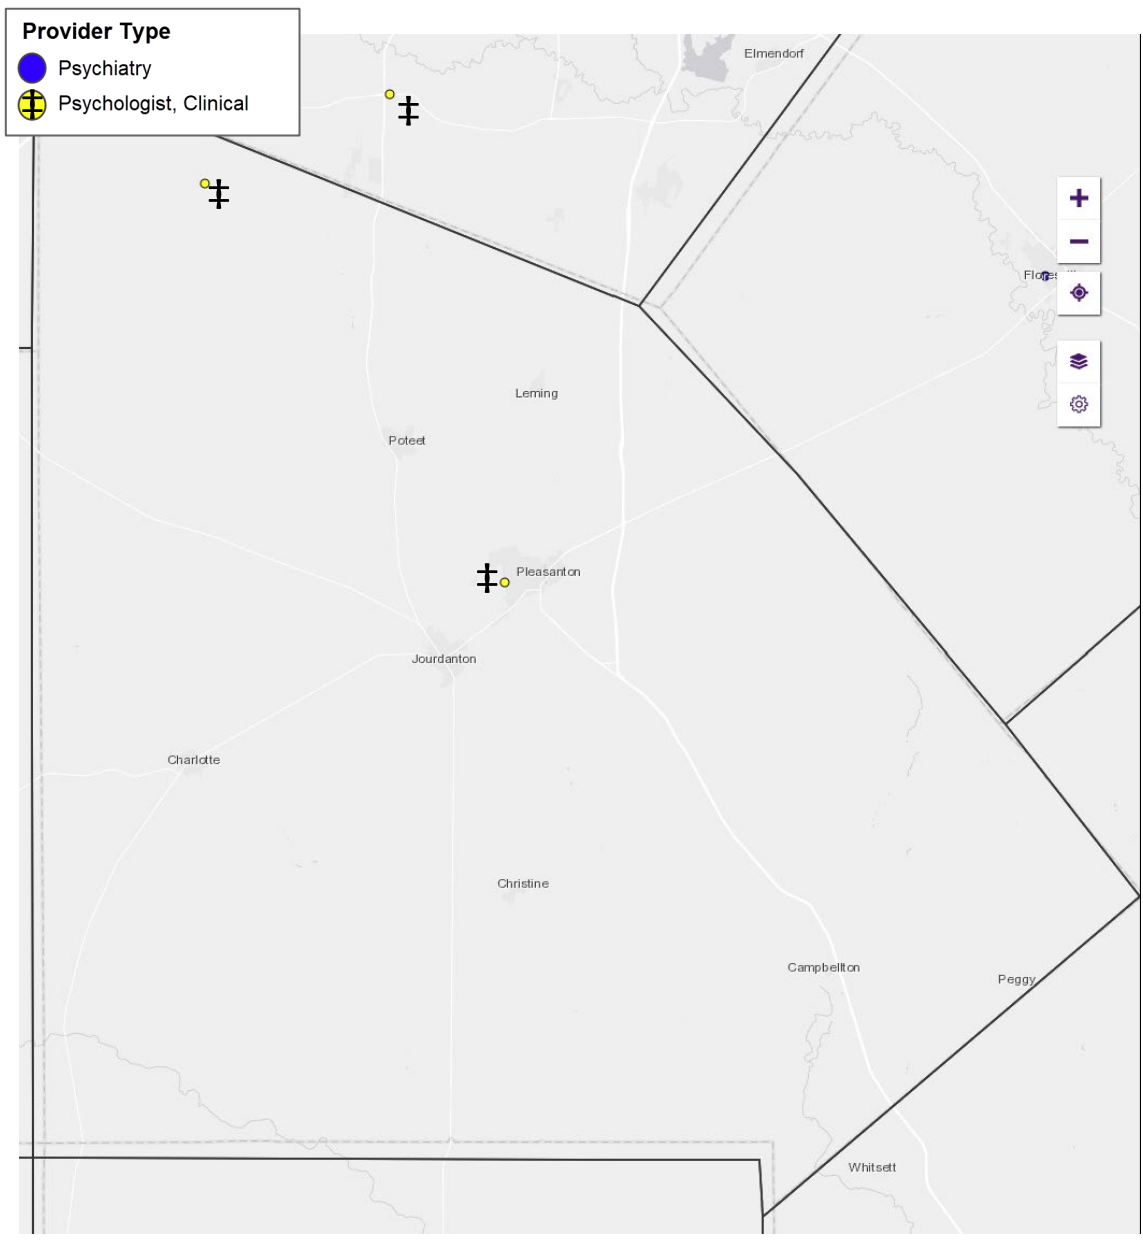 Provider Type
Psychiatry
Psychologist, Clinical
Elmendorf
Leming
Poteet
Pleasanton
Jourdanton
Charlotte
Christine
Campbellton
Peggy
Whitsett